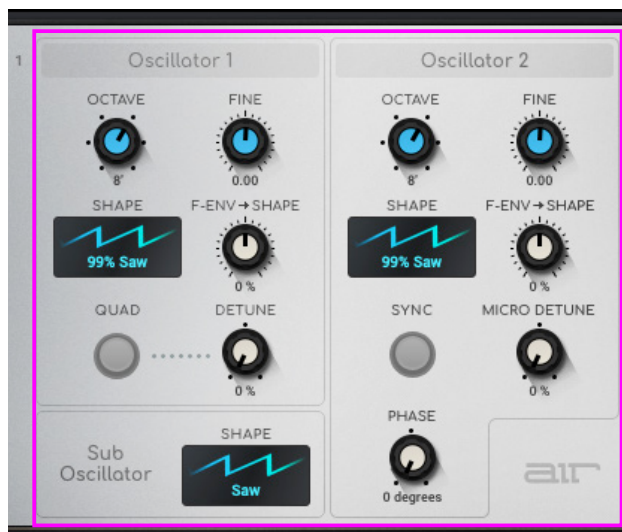 1
Oscillator 1
OCTAVE
FINE
8'
0.00
SHAPE
F-ENV➔SHAPE
99% Saw
0 %
QUAD
DETUNE
0 %
Sub
Oscillator
SHAPE
Saw
Oscillator 2
OCTAVE
FINE
8'
0.00
SHAPE
F-ENV➔SHAPE
99% Saw
0 %
SYNC
MICRO DETUNE
0 %
PHASE
0 degrees
air